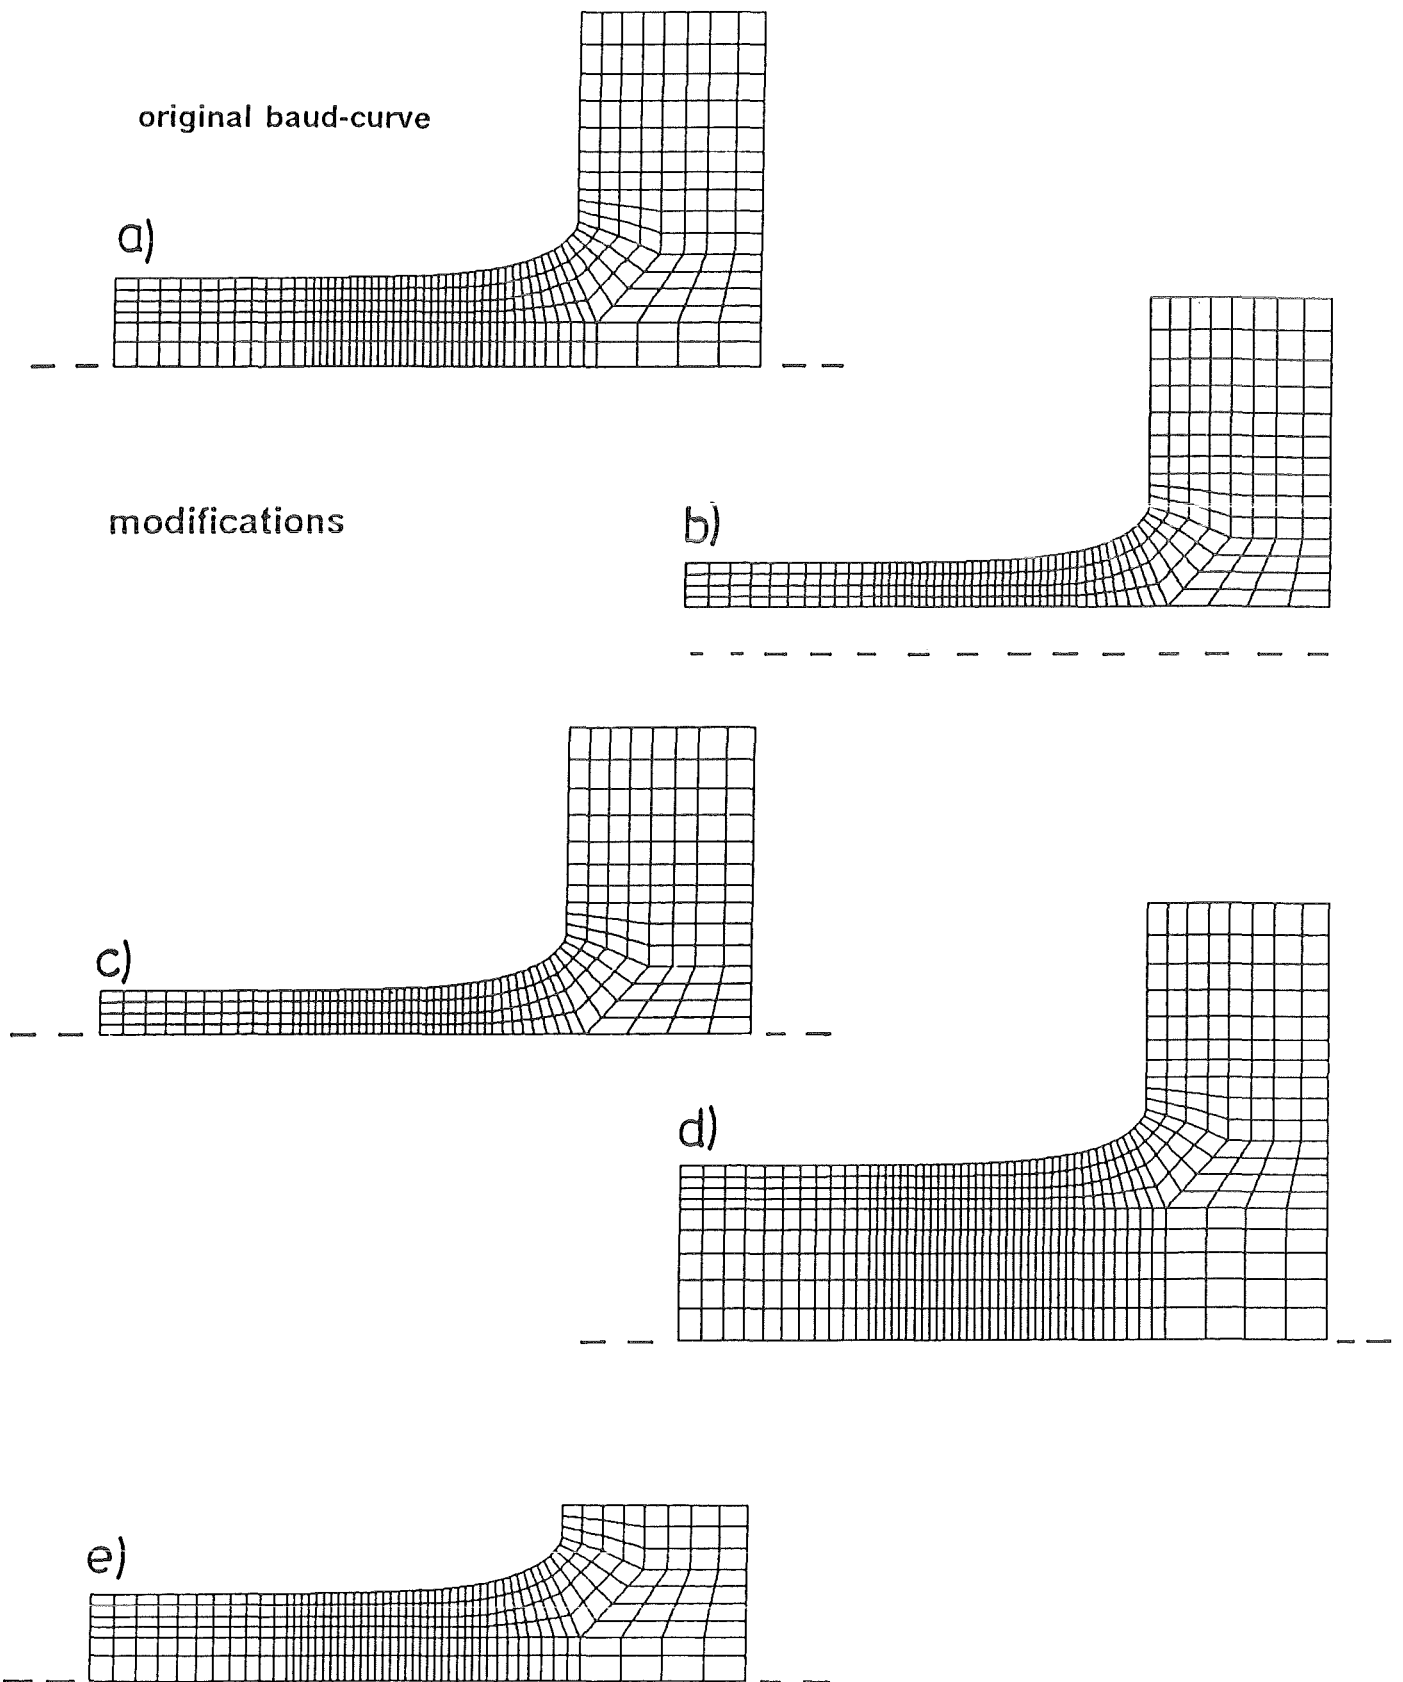 original baud-curve
a)
modifications
b)
c)
d)
e)